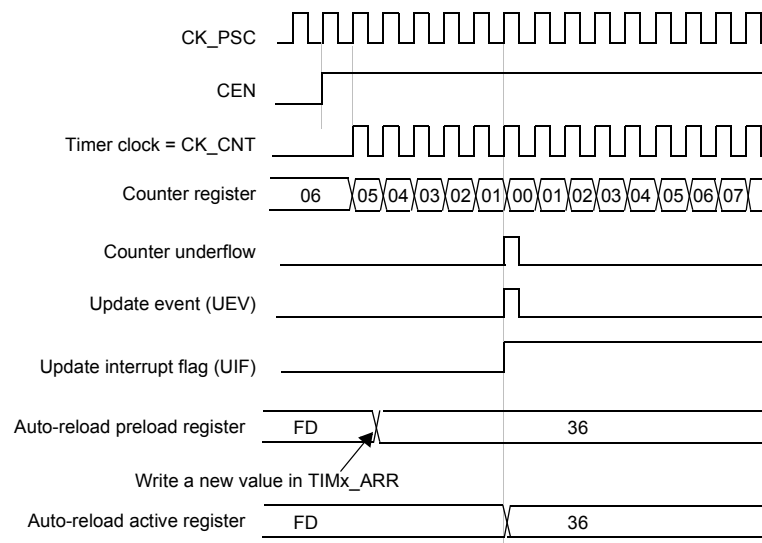 CK_PSC
CEN
Timer clock = CK_CNT
Counter register 06 05 04 03 02 01 00 01 02 03 04 05 06 07
Counter underflow
Update event (UEV)
Update interrupt flag (UIF)
Auto-reload preload register FD 36
Write a new value in TIMx_ARR
Auto-reload active register FD 36